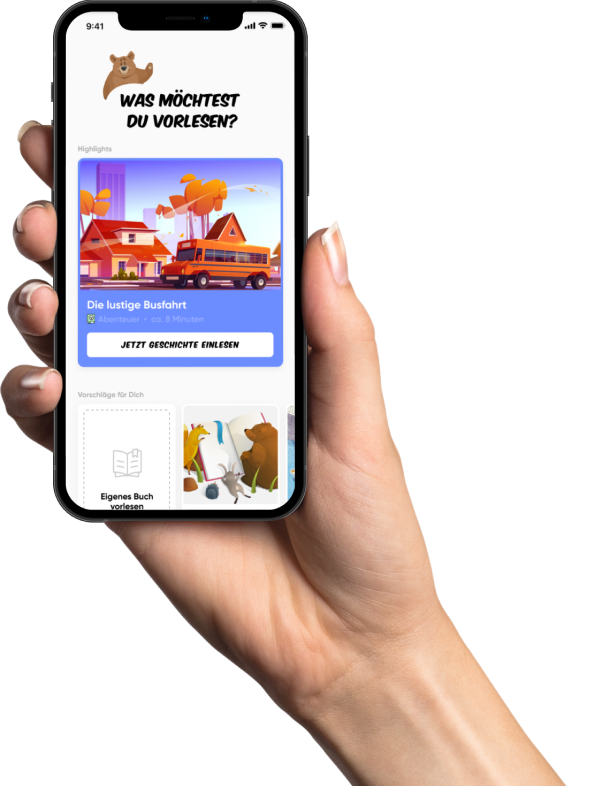 9:41
WAS MÖCHTEST
DU VORLESEN?
Highlights
Die lustige Busfahrt
Abenteuer • ca. 8 Minuten
JETZT GESCHICHTE EINLESEN
Vorschläge für Dich
Eigenes Buch
vorlesen